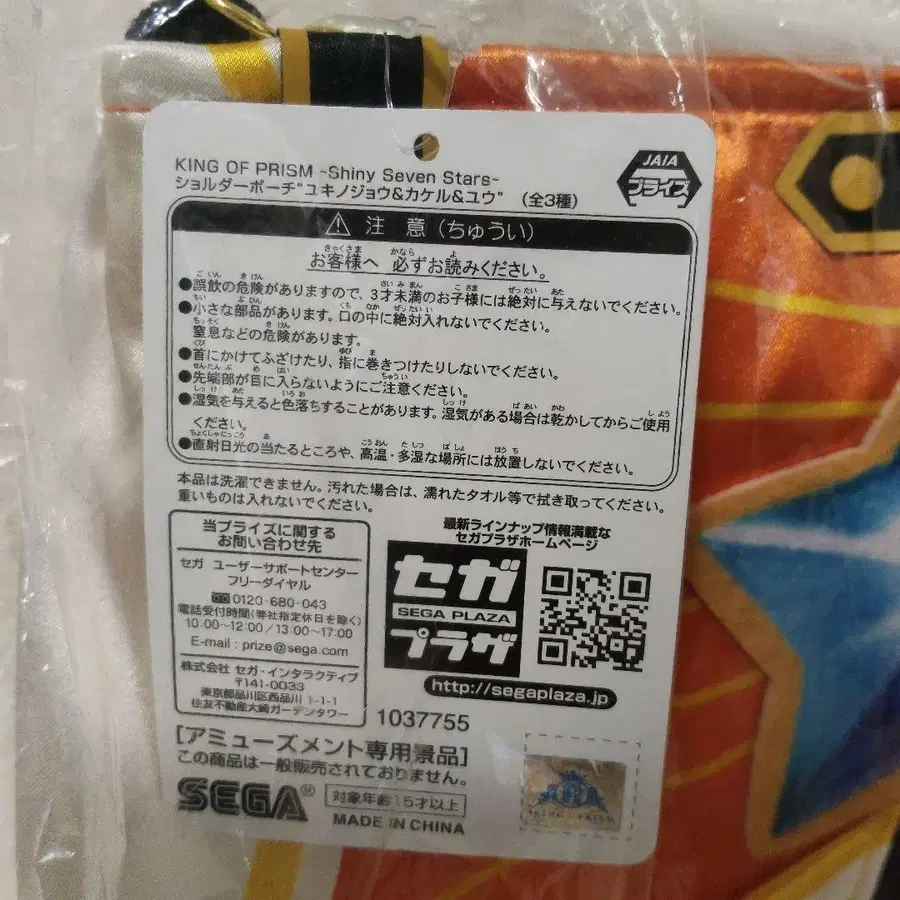 KING OF PRISM -Shiny Seven Stars-
ショルダーポーチ"ユキノジョウ&カケル&ユウ" (全3種)
JAIA
プライズ
注 意(ちゅうい)
お客様へ 必ずお読みください。
●誤飲の危険がありますので、3才未満のお子様には絶対に与えないでください。
●小さな部品があります。口の中に絶対入れないでください。
窒息などの危険があります。
●首にかけてふざけたり、指に巻きつけたりしないでください。
●先端部が目に入らないようにご注意ください。
●湿気を与えると色落ちすることがあります。湿気がある場合は乾かしてからご使用
ください。
●直射日光の当たるところや、高温・多湿な場所には放置しないでください。
本品は洗濯できません。汚れた場合は、濡れたタオル等で拭き取ってください。
重いものは入れないでください。
当プライズに関する
お問い合わせ先
セガ ユーザーサポートセンター
フリーダイヤル
0120-680-043
電話受付時間(弊社指定休日を除く)
10:00~12:00/13:00~17:00
E-mail : prize@sega.com
株式会社 セガ・インタラクティブ
〒141-0033
東京都品川区西品川1-1-1
住友不動産大崎ガーデンタワー
最新ラインナップ情報満載な
セガプラザホームページ
セガ
SEGA PLAZA
プラザ
http://segaplaza.jp
1037755
[アミューズメント専用景品]
この商品は一般販売されておりません。
SEGA®
対象年齢15才以上
MADE IN CHINA
KING OF PRISM